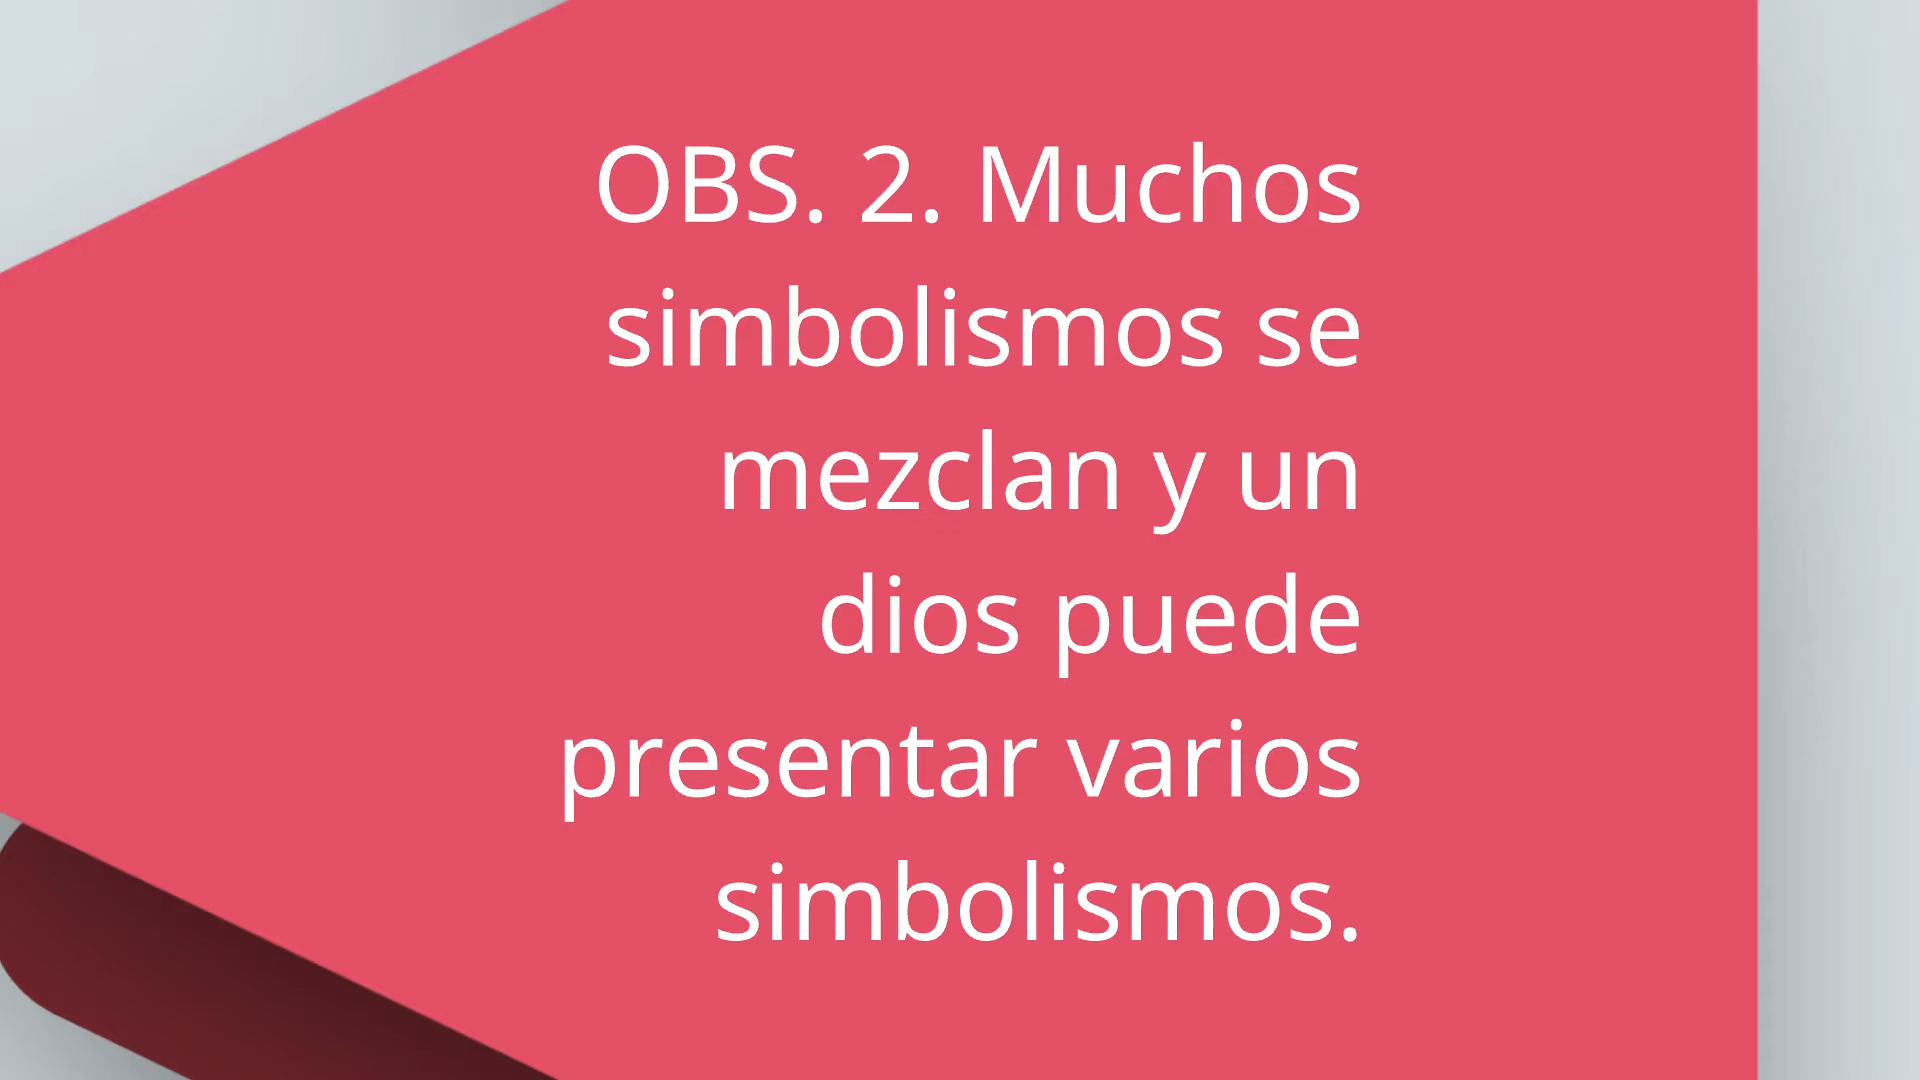 OBS. 2. Muchos
simbolismos se
mezclan y un
dios puede
presentar varios
simbolismos.